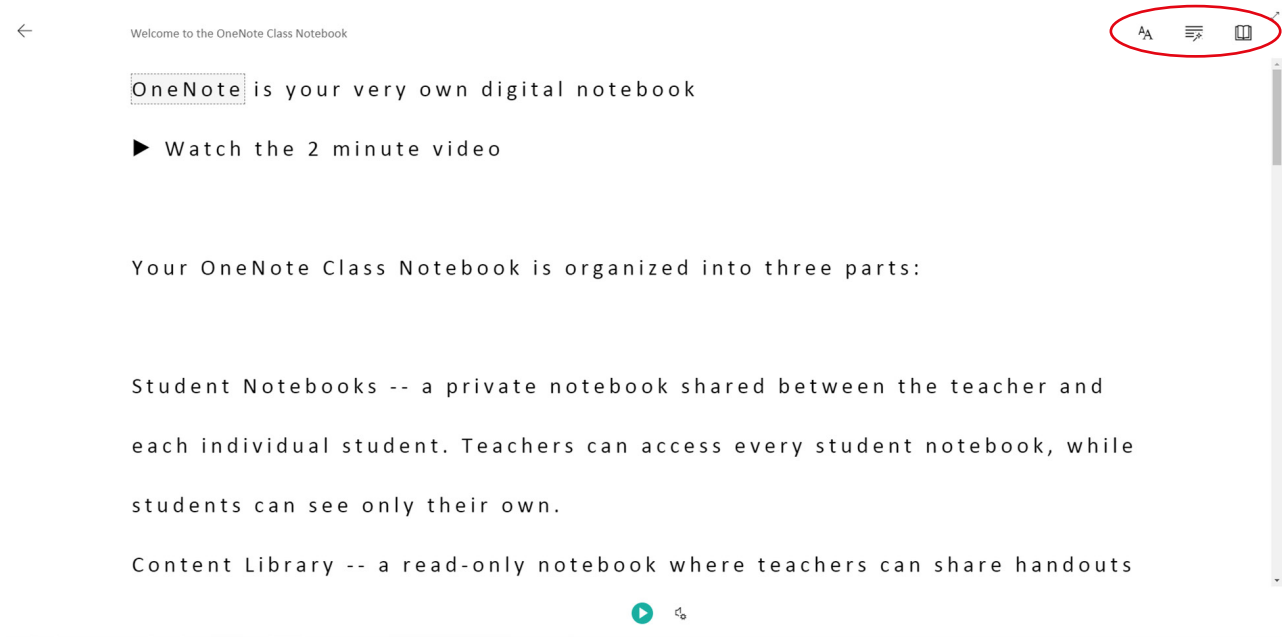 Welcome to the OneNote Class Notebook
AA
OneNote is your very own digital notebook
▶ Watch the 2 minute video
Your OneNote Class Notebook is organized into three parts:
Student Notebooks -- a private notebook shared between the teacher and
each individual student. Teachers can access every student notebook, while
students can see only their own.
Content Library -- a read-only notebook where teachers can share handouts